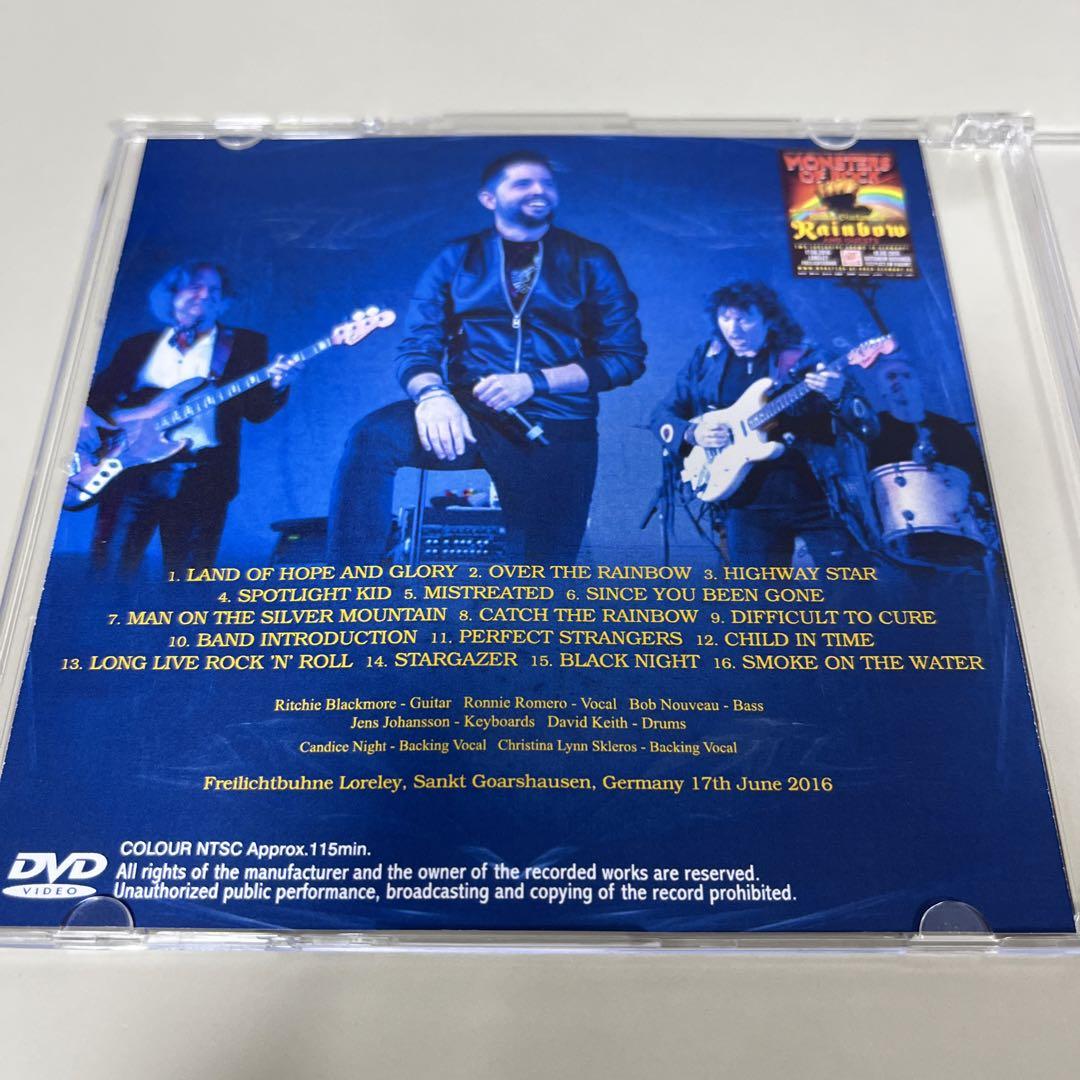 MONSTERS
OF ROCK
Rainbow
1. LAND OF HOPE AND GLORY 2. OVER THE RAINBOW 3. HIGHWAY STAR
4. SPOTLIGHT KID 5. MISTREATED 6. SINCE YOU BEEN GONE
7. MAN ON THE SILVER MOUNTAIN 8. CATCH THE RAINBOW 9. DIFFICULT TO CURE
10. BAND INTRODUCTION 11. PERFECT STRANGERS 12. CHILD IN TIME
13. LONG LIVE ROCK 'N' ROLL 14. STARGAZER 15. BLACK NIGHT 16. SMOKE ON THE WATER
Ritchie Blackmore - Guitar Ronnie Romero - Vocal Bob Nouveau - Bass
Jens Johansson - Keyboards David Keith - Drums
Candice Night - Backing Vocal Christina Lynn Skleros - Backing Vocal
Freilichtbuhne Loreley, Sankt Goarshausen, Germany 17th June 2016
DVD
VIDEO
COLOUR NTSC Approx.115min.
All rights of the manufacturer and the owner of the recorded works are reserved.
Unauthorized public performance, broadcasting and copying of the record prohibited.